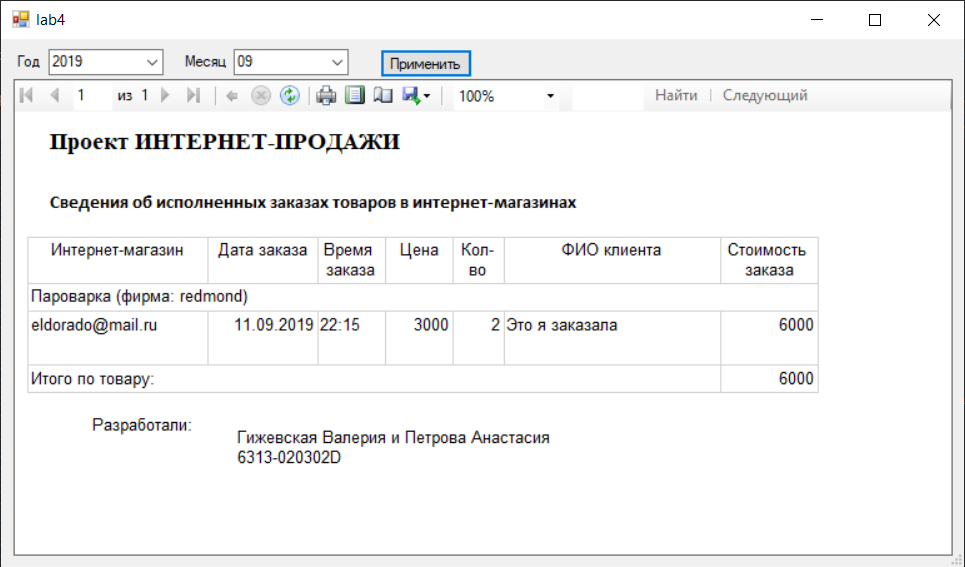 lab4
Год 2019 Месяц 09 Применить
1 из 1 100% Найти | Следующий
Проект ИНТЕРНЕТ-ПРОДАЖИ
Сведения об исполненных заказах товаров в интернет-магазинах
Интернет-магазин Дата заказа Время заказа Цена Кол-во ФИО клиента Стоимость заказа
Пароварка (фирма: redmond)
eldorado@mail.ru 11.09.2019 22:15 3000 2 Это я заказала 6000
Итого по товару: 6000
Разработали:
Гижевская Валерия и Петрова Анастасия
6313-020302D